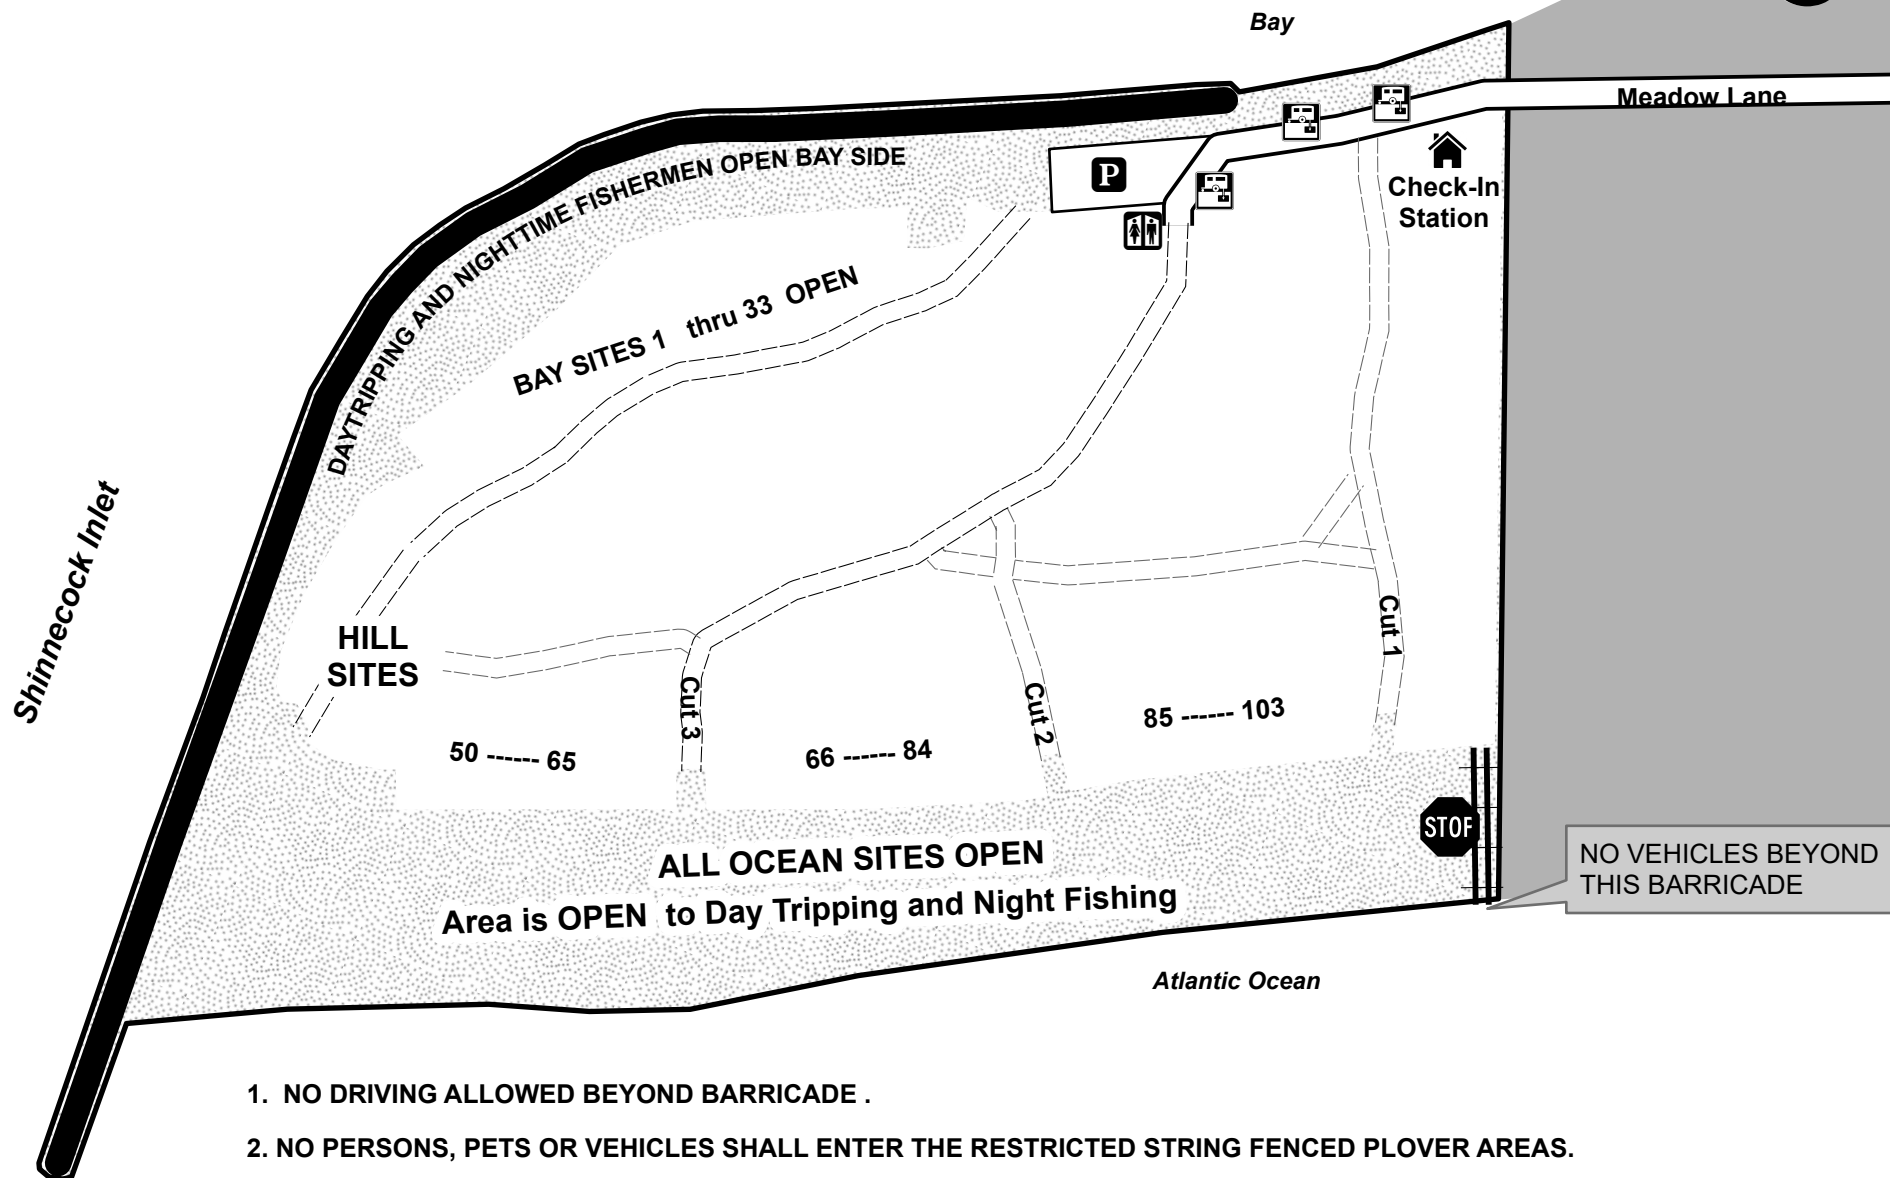 Bay
Meadow Lane
P
Check-In
Station
DAYTRIPPING AND NIGHTTIME FISHERMEN OPEN BAY SIDE
BAY SITES 1 thru 33 OPEN
Shinnecock Inlet
HILL
SITES
Cut 1
Cut 2
Cut 3
85 ------ 103
66 ------ 84
50 ------ 65
STOP
ALL OCEAN SITES OPEN
Area is OPEN to Day Tripping and Night Fishing
NO VEHICLES BEYOND
THIS BARRICADE
Atlantic Ocean
1. NO DRIVING ALLOWED BEYOND BARRICADE .
2. NO PERSONS, PETS OR VEHICLES SHALL ENTER THE RESTRICTED STRING FENCED PLOVER AREAS.